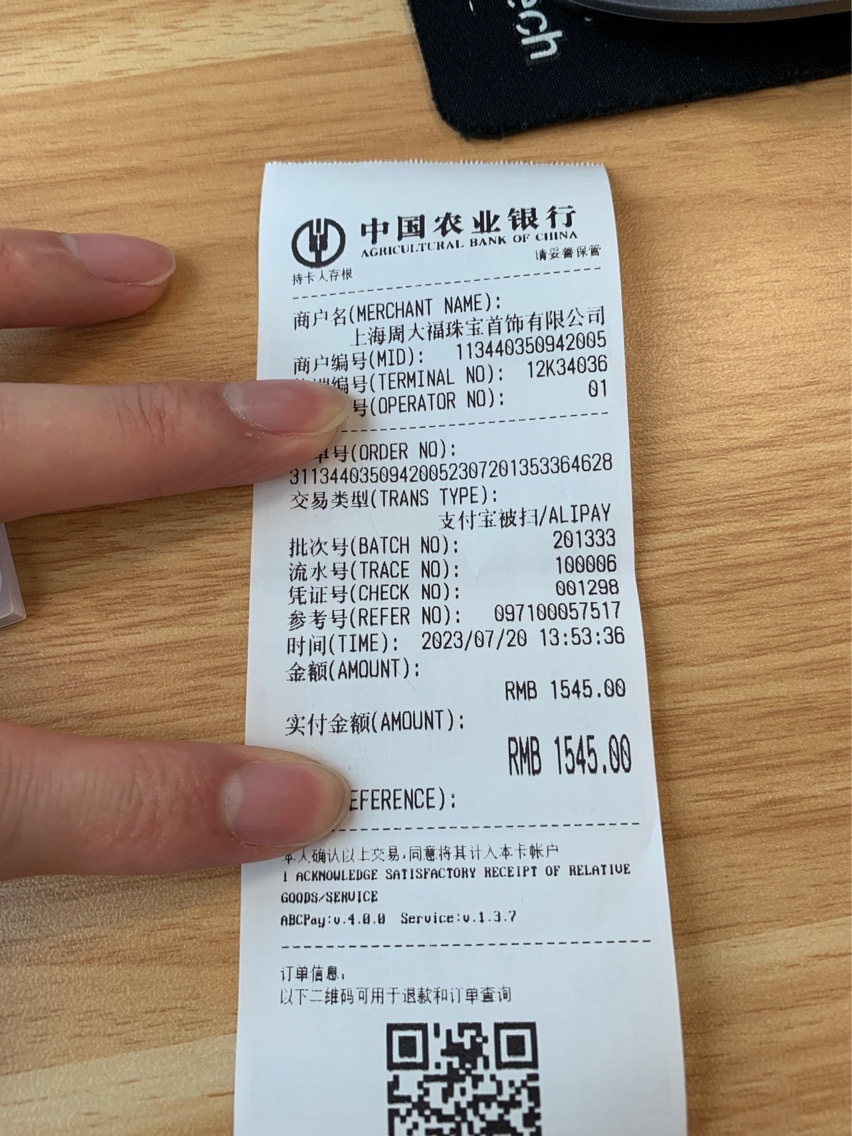 ech
中国农业银行
AGRICULTURAL BANK OF CHINA
持卡人存根 请妥善保管
商户名(MERCHANT NAME):
上海周大福珠宝首饰有限公司
商户编号(MID): 113440350942005
编号(TERMINAL NO): 12K34036
号(OPERATOR NO): 01
单号(ORDER NO):
31134403509420052307201353364628
交易类型(TRANS TYPE):
支付宝被扫/ALIPAY
批次号(BATCH NO): 201333
流水号(TRACE NO): 100006
凭证号(CHECK NO): 001298
参考号(REFER NO): 097100057517
时间(TIME): 2023/07/20 13:53:36
金额(AMOUNT):
RMB 1545.00
实付金额(AMOUNT):
RMB 1545.00
EFERENCE):
本人确认以上交易,同意将其计入本卡帐户
I ACKNOWLEDGE SATISFACTORY RECEIPT OF RELATIVE
GOODS/SERVICE
ABCPay:v.4.0.0 Service:v.1.3.7
订单信息:
以下二维码可用于退款和订单查询